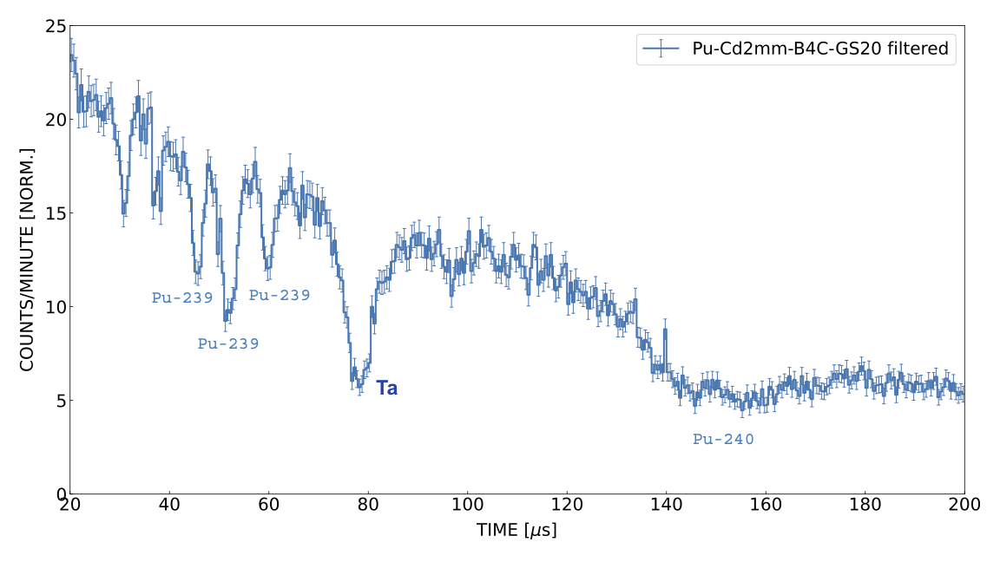 25
Pu-Cd2mm-B4C-GS20 filtered
20
15
10
5
0
COUNTS/MINUTE [NORM.]
Pu-239
Pu-239
Pu-239
Ta
Pu-240
20 40 60 80 100 120 140 160 180 200
TIME [μs]